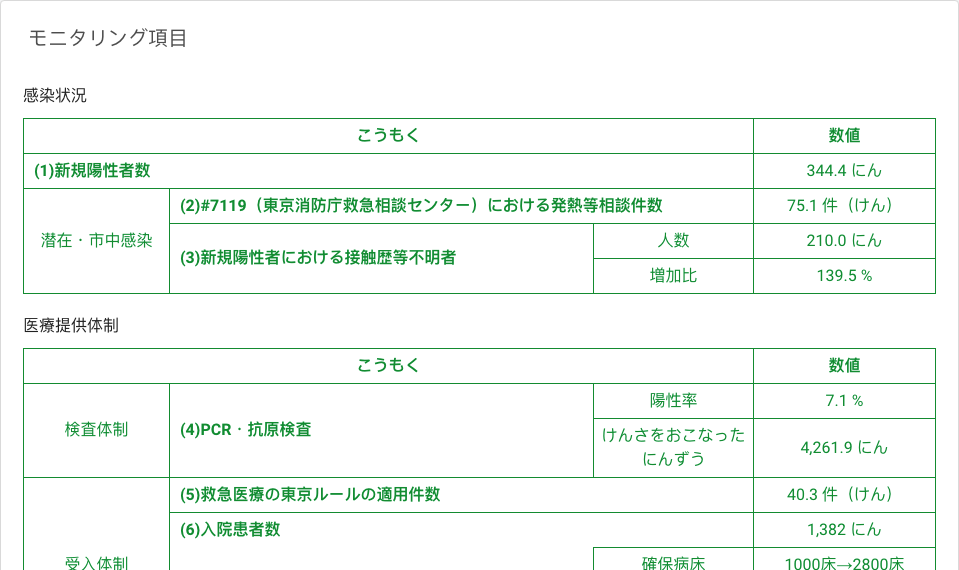 モニタリング項目
感染状況
こうもく 数値
(1)新規陽性者数 344.4 にん
潜在・市中感染
(2)#7119（東京消防庁救急相談センター）における発熱等相談件数 75.1 件（けん）
(3)新規陽性者における接触歴等不明者
人数 210.0 にん
増加比 139.5 %
医療提供体制
こうもく 数値
検査体制
(4)PCR・抗原検査
陽性率 7.1 %
けんさをおこなった
にんずう
4,261.9 にん
受入体制
(5)救急医療の東京ルールの適用件数 40.3 件（けん）
(6)入院患者数 1,382 にん
確保病床 1000床→2800床